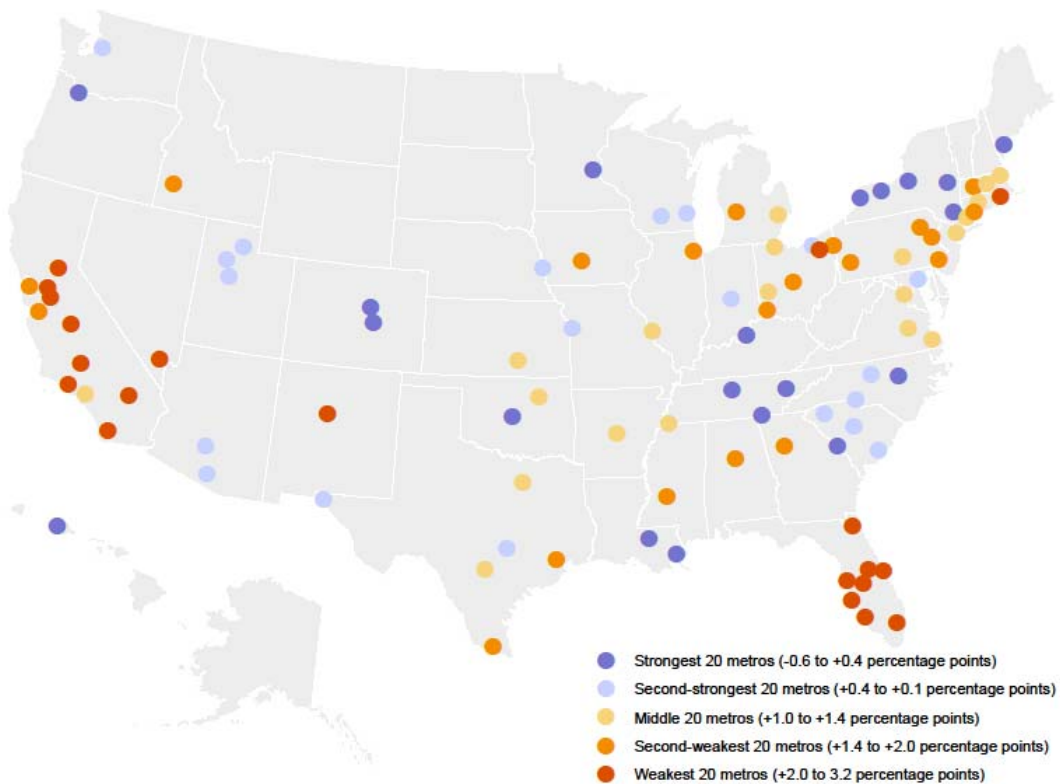 Strongest 20 metros (-0.6 to +0.4 percentage points)
Second-strongest 20 metros (+0.4 to +0.1 percentage points)
Middle 20 metros (+1.0 to +1.4 percentage points)
Second-weakest 20 metros (+1.4 to +2.0 percentage points)
Weakest 20 metros (+2.0 to 3.2 percentage points)